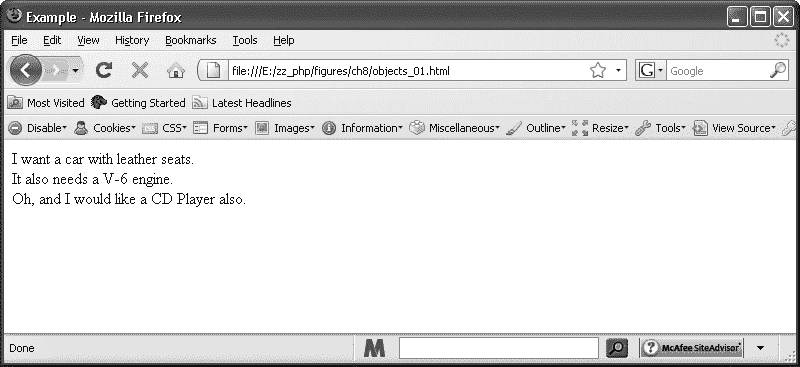 Example - Mozilla Firefox
File Edit View History Bookmarks Tools Help
file:///E:/zz_php/figures/ch8/objects_01.html G Google
Most Visited Getting Started Latest Headlines
Disable Cookies CSS Forms Images Information Miscellaneous Outline Resize Tools View Source
I want a car with leather seats.
It also needs a V-6 engine.
Oh, and I would like a CD Player also.
Done M McAfee SiteAdvisor